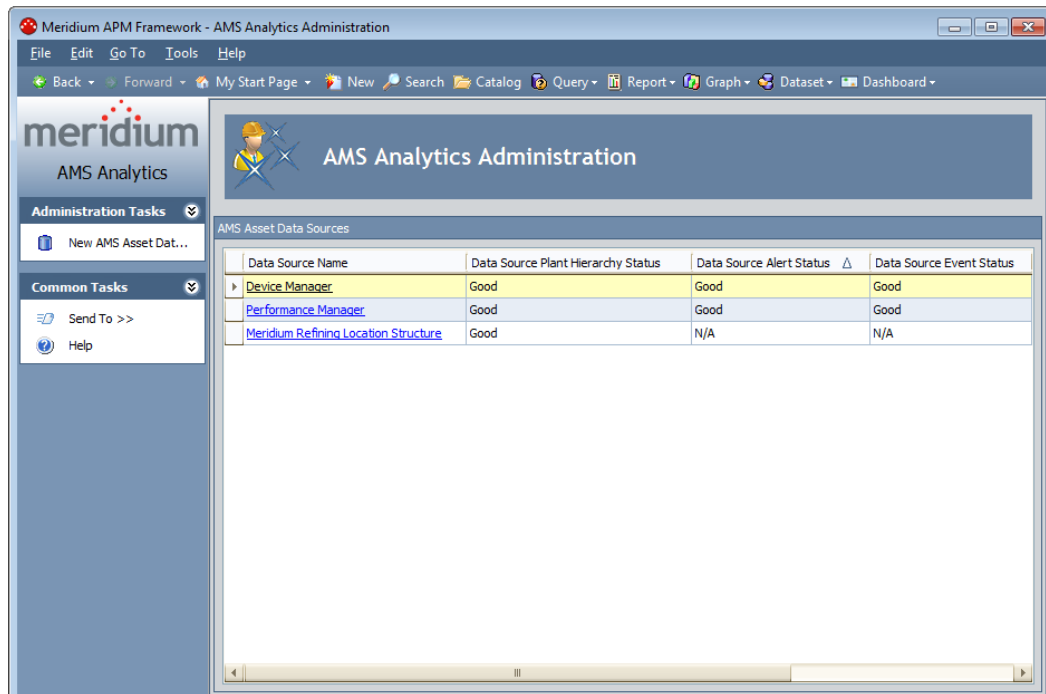 Meridium APM Framework - AMS Analytics Administration
File Edit Go To Tools Help
Back Forward My Start Page New Search Catalog Query Report Graph Dataset Dashboard
meridium
AMS Analytics
Administration Tasks
New AMS Asset Dat...
Common Tasks
Send To >>
Help
AMS Analytics Administration
AMS Asset Data Sources
Data Source Name Data Source Plant Hierarchy Status Data Source Alert Status Data Source Event Status
Device Manager Good Good Good
Performance Manager Good Good Good
Meridium Refining Location Structure Good N/A N/A